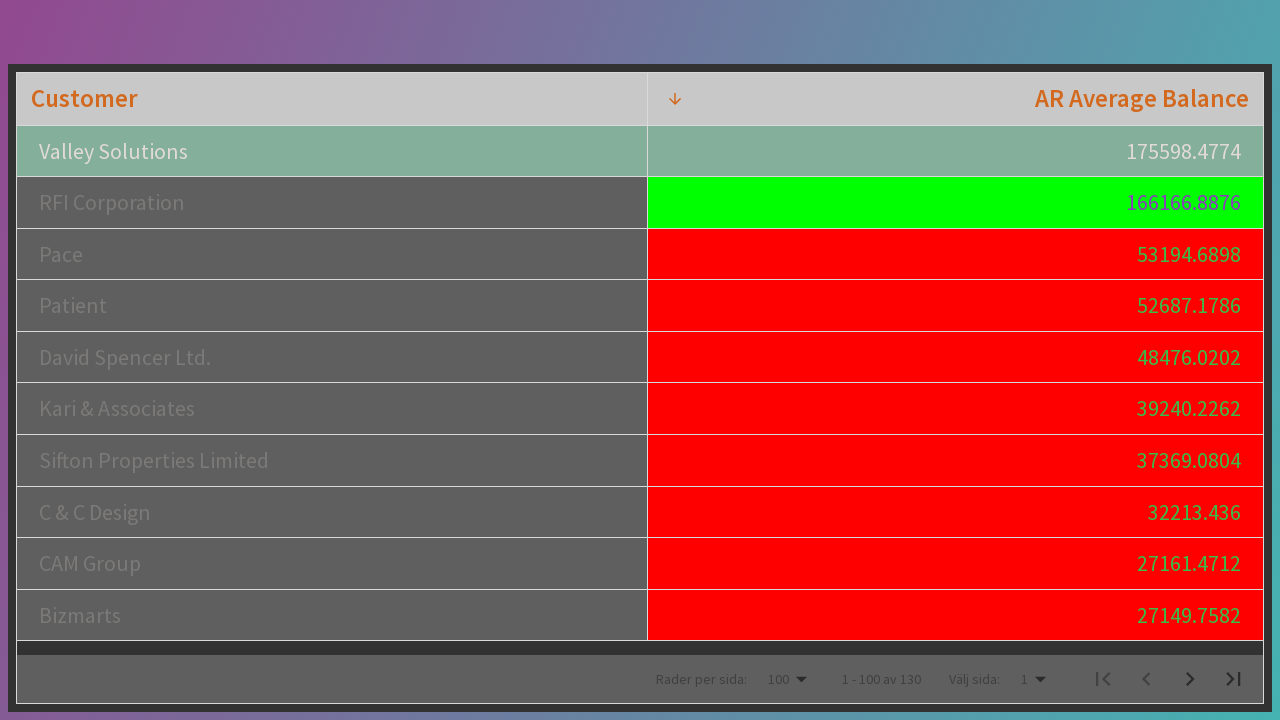 Customer AR Average Balance
Valley Solutions 175598.4774
RFI Corporation 166166.8876
Pace 53194.6898
Patient 52687.1786
David Spencer Ltd. 48476.0202
Kari & Associates 39240.2262
Sifton Properties Limited 37369.0804
C & C Design 32213.436
CAM Group 27161.4712
Bizmarts 27149.7582
Rader per sida: 100 1 - 100 av 130 Välj sida: 1